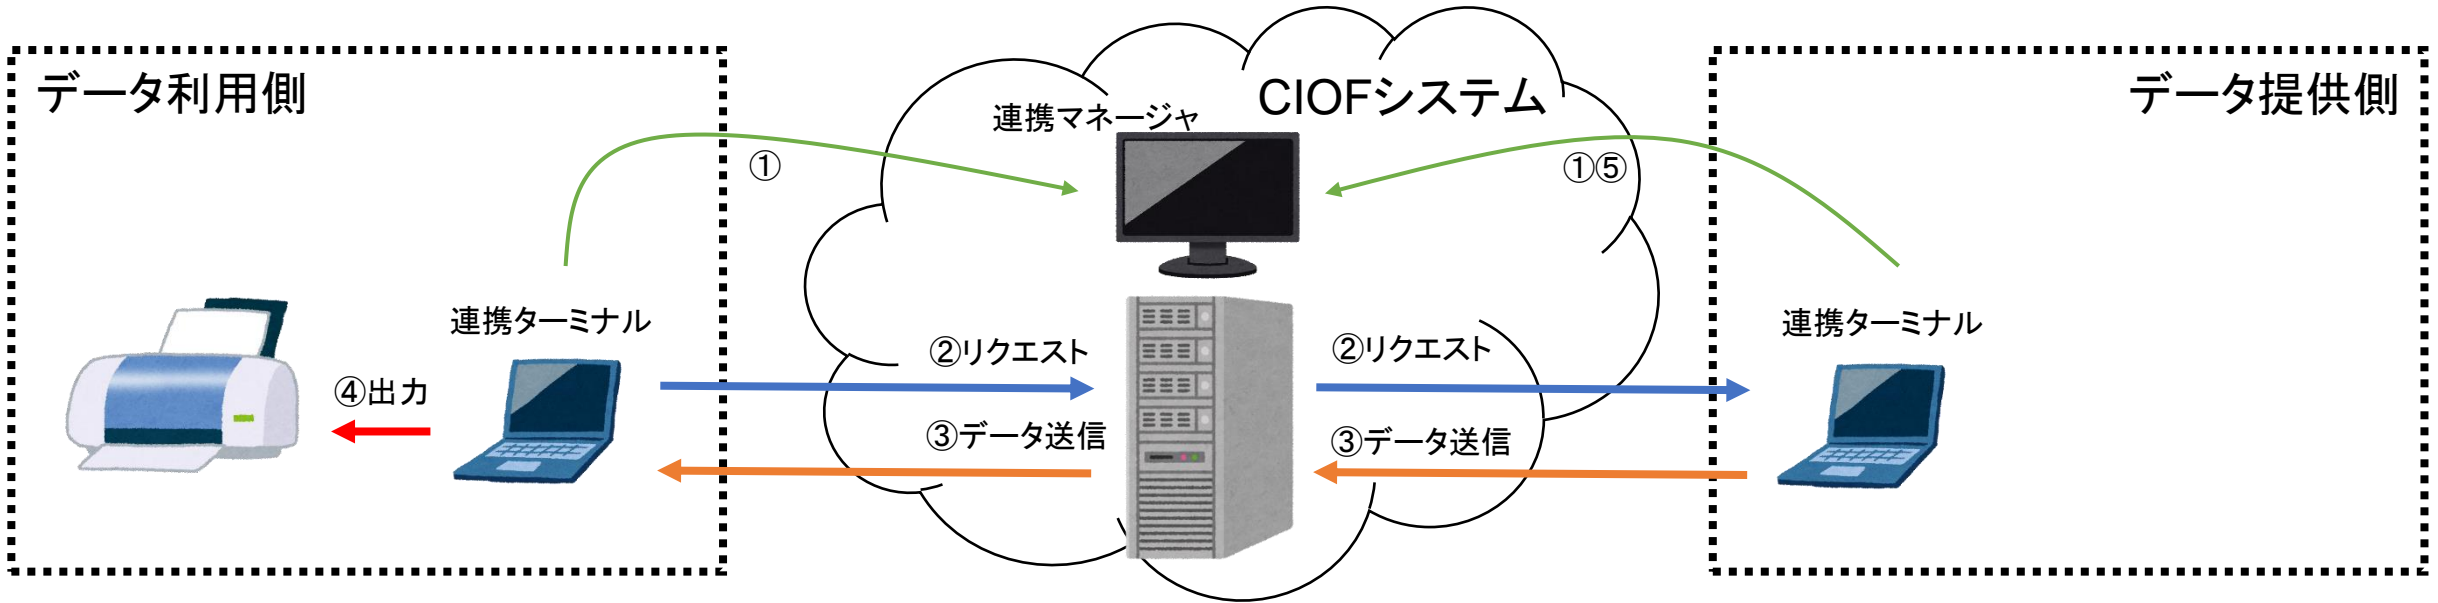 データ利用側
CIOFシステム
データ提供側
連携マネージャ
①
①⑤
連携ターミナル
連携ターミナル
②リクエスト
②リクエスト
④出力
③データ送信
③データ送信